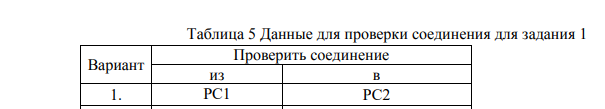 Таблица 5 Данные для проверки соединения для задания 1
Вариант Проверить соединение
из в
1. PC1 PC2